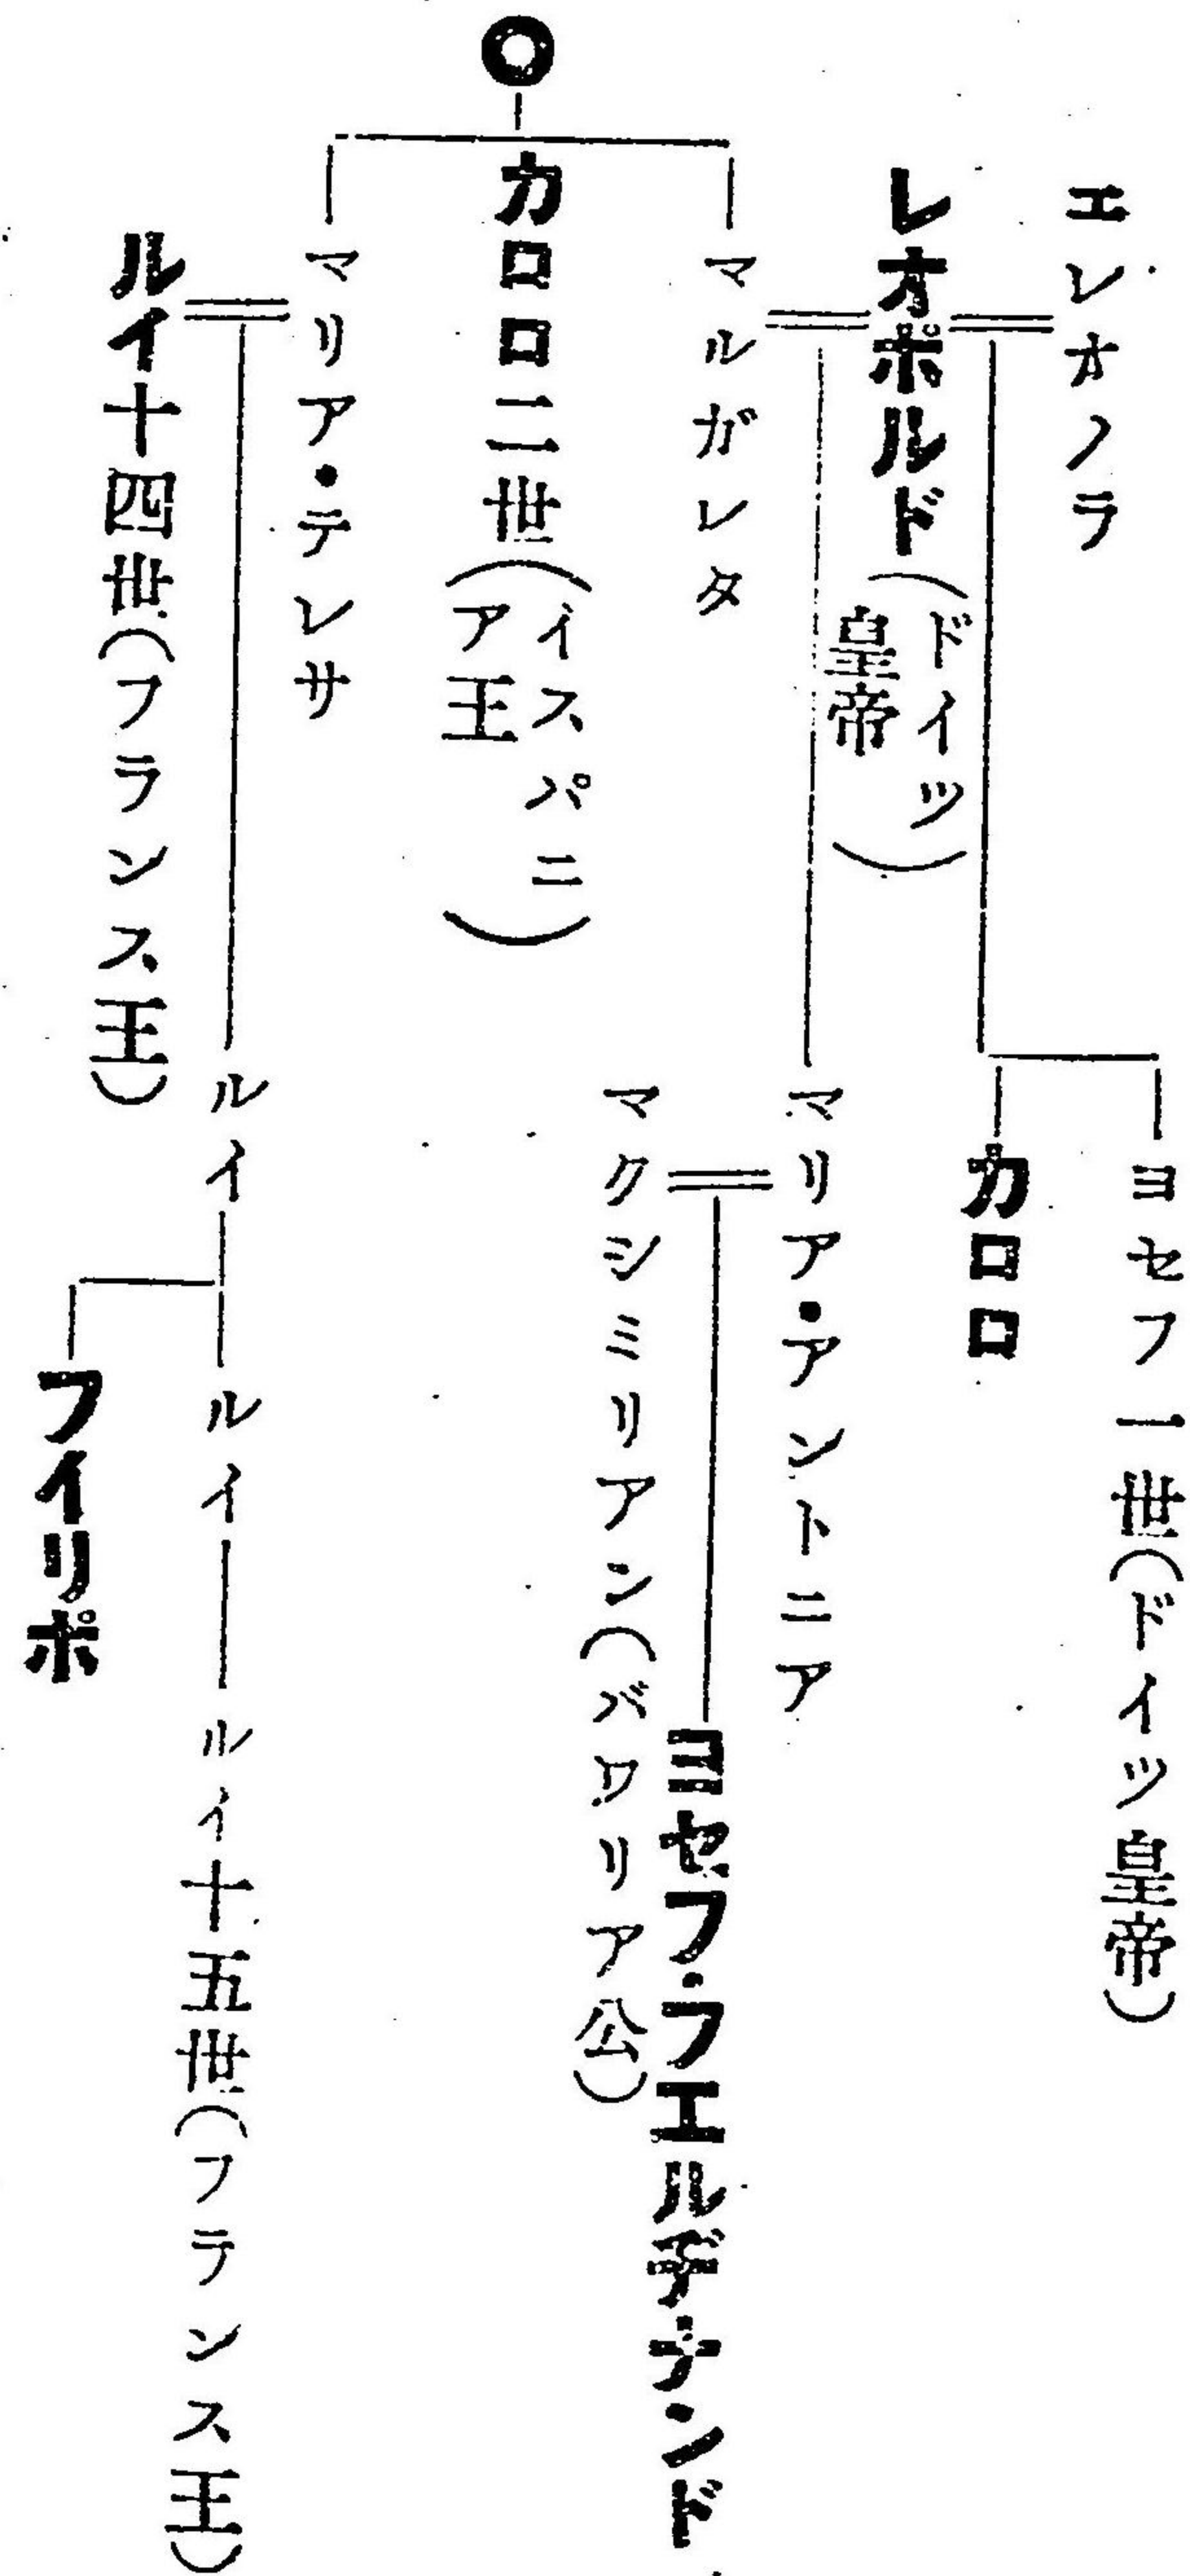 エレオノラ
レオポルド(ドイツ皇帝)
ヨセフ一世(ドイツ皇帝)
カロロ
マルガレタ
マリア・アントニア
ヨセフ・フエルヂナンド
マクシミリアン(バワリア公)
カロロ二世(イスパニア王)
マリア・テレサ
ルイ十四世(フランス王)
ルイ
ルイ
ルイ十五世(フランス王)
フイリポ